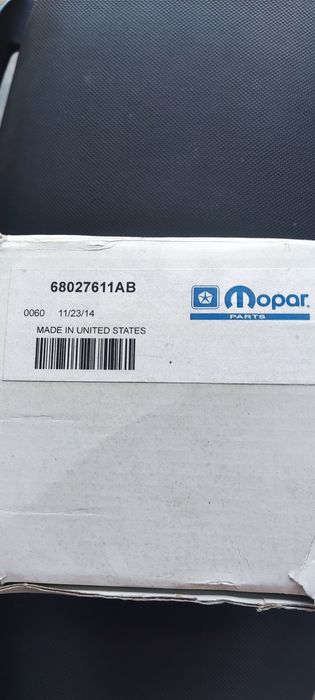 68027611AB
Mopar
PARTS
0060 11/23/14
MADE IN UNITED STATES